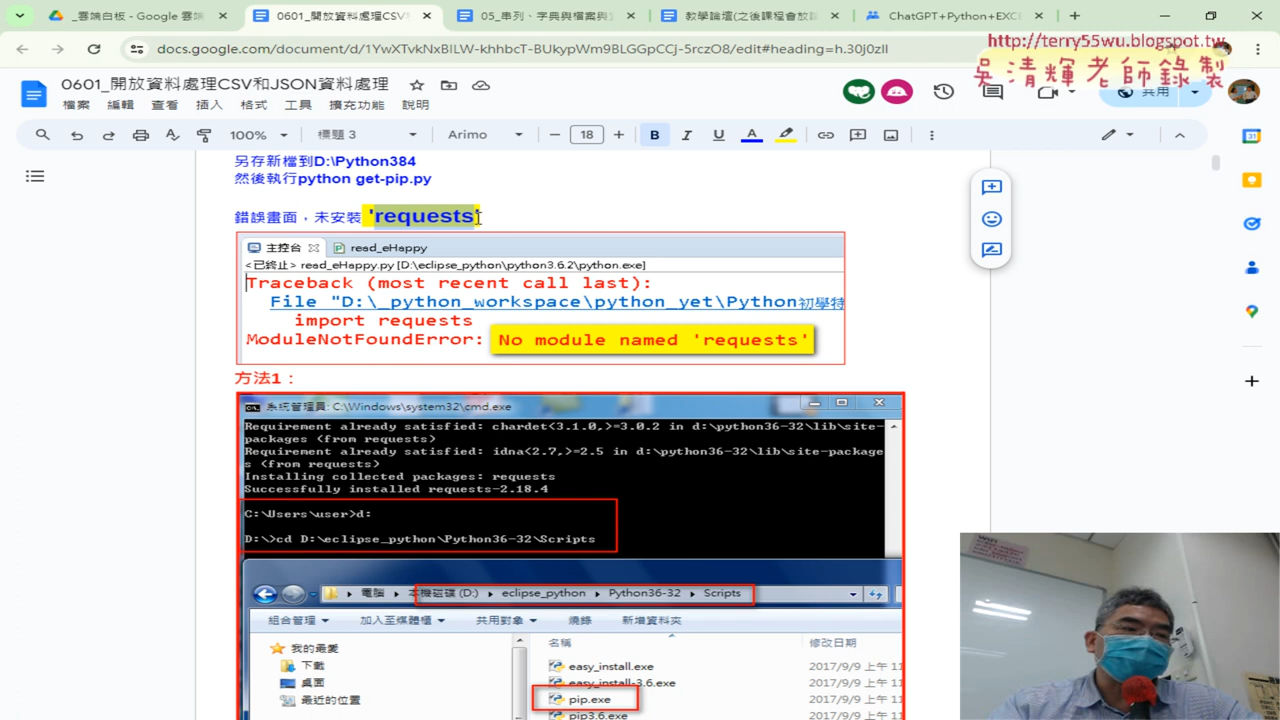 _雲端白板 - Google 雲端
0601_開放資料處理CSV
05_串列、字典與檔案與
教學論壇(之後課程會放
ChatGPT+Python+EXC
docs.google.com/document/d/1YwXTvkNxBlLW-khhbcT-BUkypWm9BLGGpCCj-5rczO8/edit#heading=h.30j0zll
http://terry55wu.blogspot.tw
吳清輝老師錄製
0601_開放資料處理CSV和JSON資料處理
檔案 編輯 查看 插入 格式 工具 擴充功能 說明
共用
100% 標題 3 Arimo 18 B I U A
另存新檔到D:\Python384
然後執行python get-pip.py
錯誤畫面，未安裝 'requests'
主控台 read_eHappy
<已終止> read_eHappy.py [D:\eclipse_python\python3.6.2\python.exe]
Traceback (most recent call last):
File "D:\_python_workspace\python_yet\Python初學特
import requests
ModuleNotFoundError: No module named 'requests'
方法1：
系統管理員: C:\Windows\system32\cmd.exe
Requirement already satisfied: chardet<3.1.0,>=3.0.2 in d:\python36-32\lib\site-
packages (from requests)
Requirement already satisfied: idna<2.7,>=2.5 in d:\python36-32\lib\site-package
s (from requests)
Installing collected packages: requests
Successfully installed requests-2.18.4
C:\Users\user>d:
D:\>cd D:\eclipse_python\Python36-32\Scripts
電腦 本機磁碟 (D:) eclipse_python Python36-32 Scripts
組合管理 加入至媒體櫃 共用對象 燒錄 新增資料夾
我的最愛
下載
桌面
最近的位置
名稱 修改日期
easy_install.exe 2017/9/9 上午 11
easy_install-3.6.exe 2017/9/9 上午 11
pip.exe 2017/9/9 上午 11
pip3.6.exe 2017/9/9 上午 11